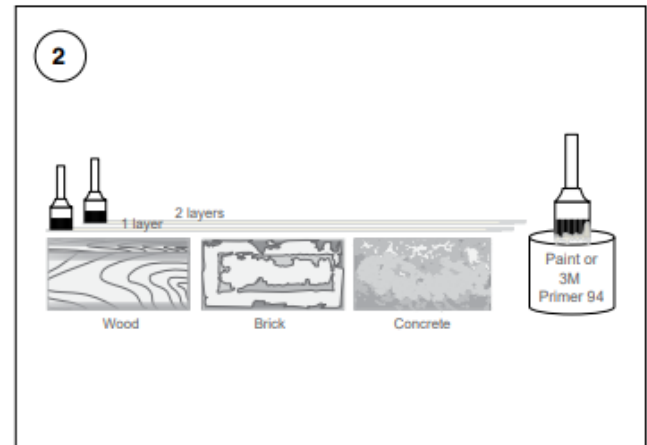 2
2 layers
1 layer
Paint or
3M
Primer 94
Wood
Brick
Concrete